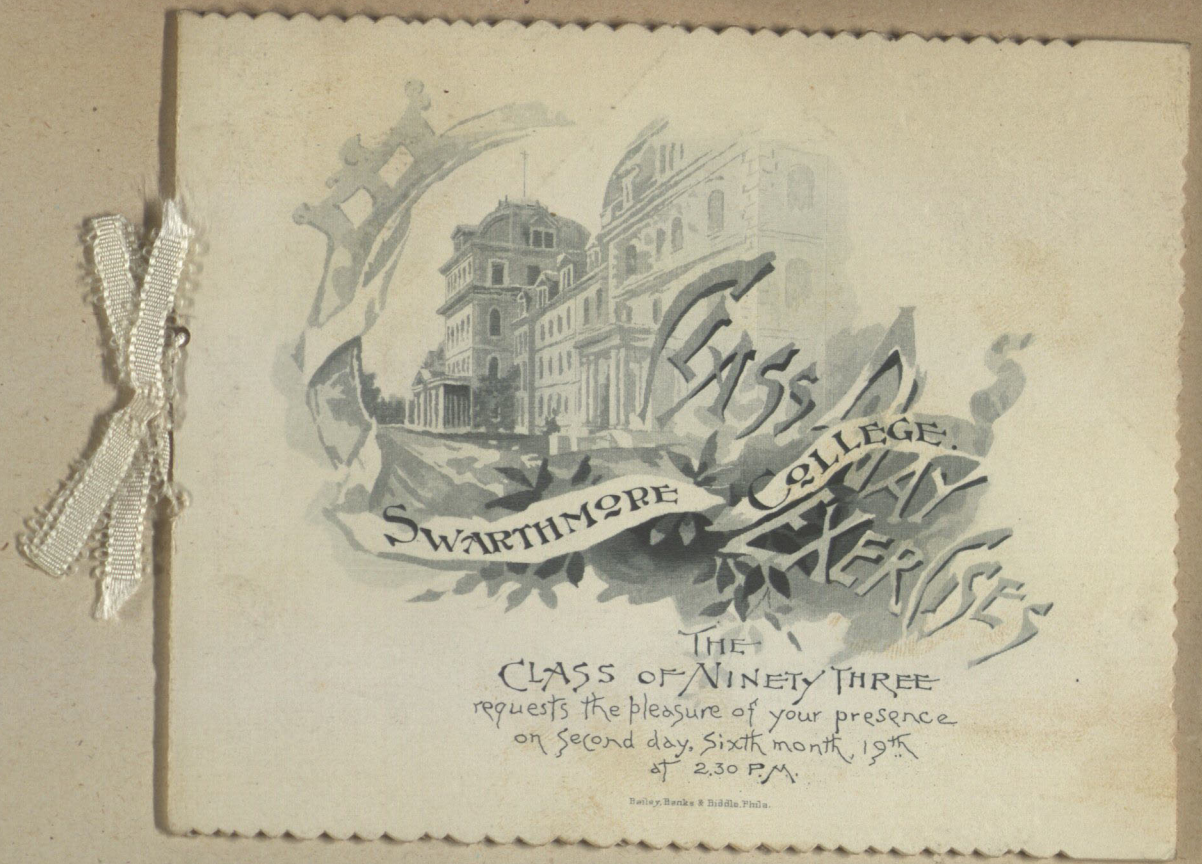 CLASS DAY
EXERCISES
SWARTHMORE COLLEGE.
THE
CLASS OF NINETY THREE
requests the pleasure of your presence
on Second day, Sixth month, 19th
at 2.30 P.M.
Bailey, Banks & Biddle, Phila.